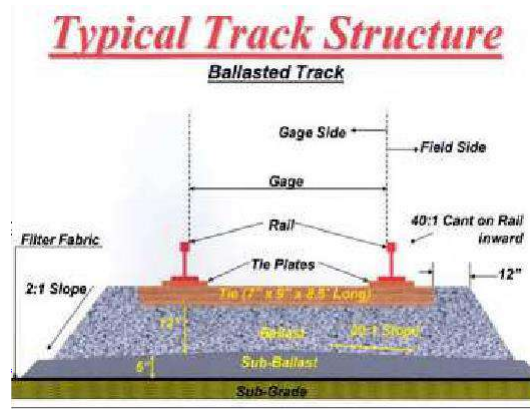 Typical Track Structure
Ballasted Track
Gage Side
Field Side
Gage
Rail
40:1 Cant on Rail
inward
Filter Fabric
Tie Plates
12"
2:1 Slope
Tie (7" x 9" x 8.5' Long)
12"
Ballast
20:1 Slope
Sub-Ballast
6"
Sub-Grade